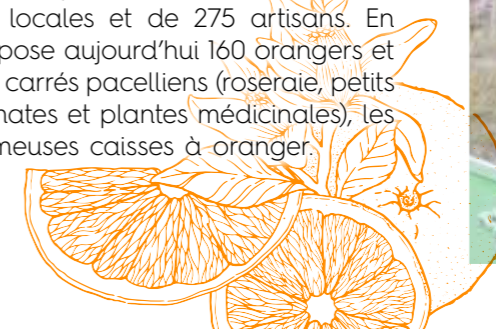 locales et de 275 artisans. En
pose aujourd’hui 160 orangers et
carrés pacelliens (roseraie, petits
mates et plantes médicinales), les
meuses caisses à oranger.